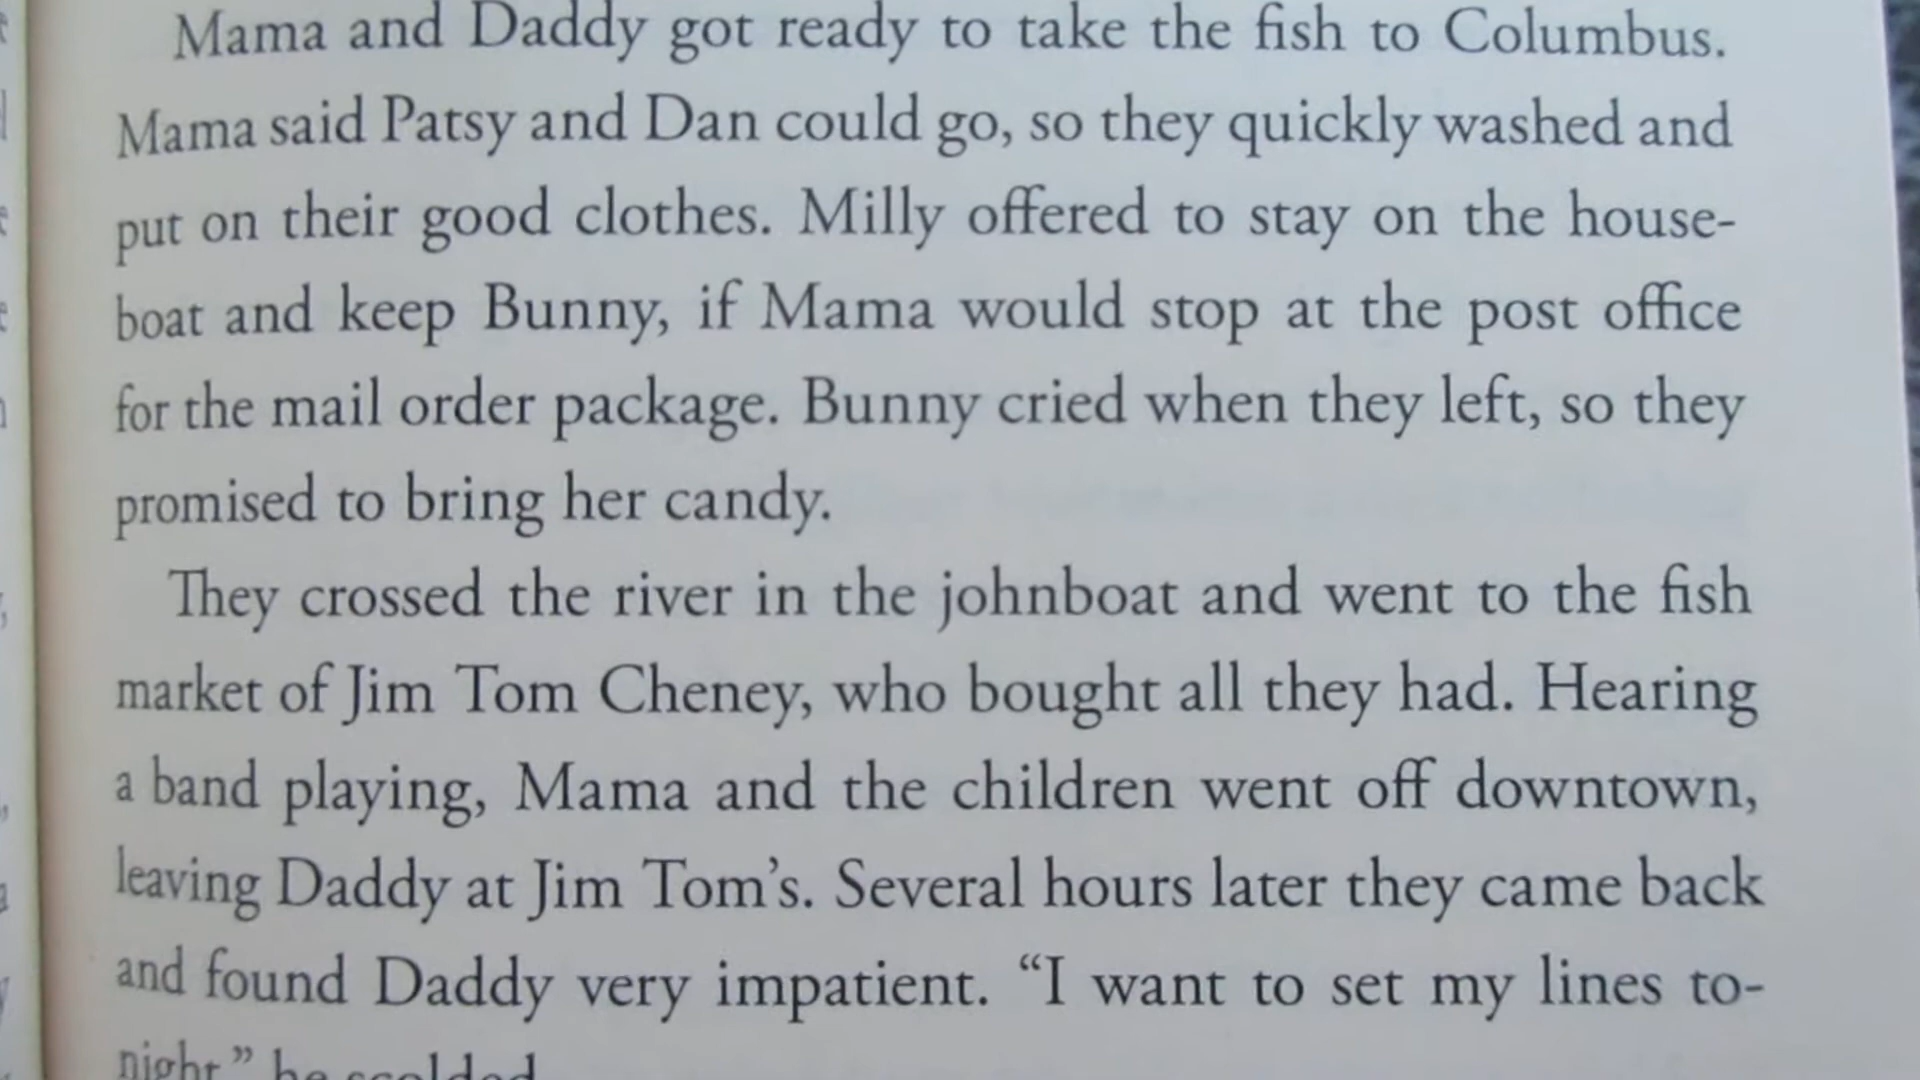 Mama and Daddy got ready to take the fish to Columbus.
Mama said Patsy and Dan could go, so they quickly washed and
put on their good clothes. Milly offered to stay on the house-
boat and keep Bunny, if Mama would stop at the post office
for the mail order package. Bunny cried when they left, so they
promised to bring her candy.
They crossed the river in the johnboat and went to the fish
market of Jim Tom Cheney, who bought all they had. Hearing
a band playing, Mama and the children went off downtown,
leaving Daddy at Jim Tom’s. Several hours later they came back
and found Daddy very impatient. “I want to set my lines to-
night,” he scolded.